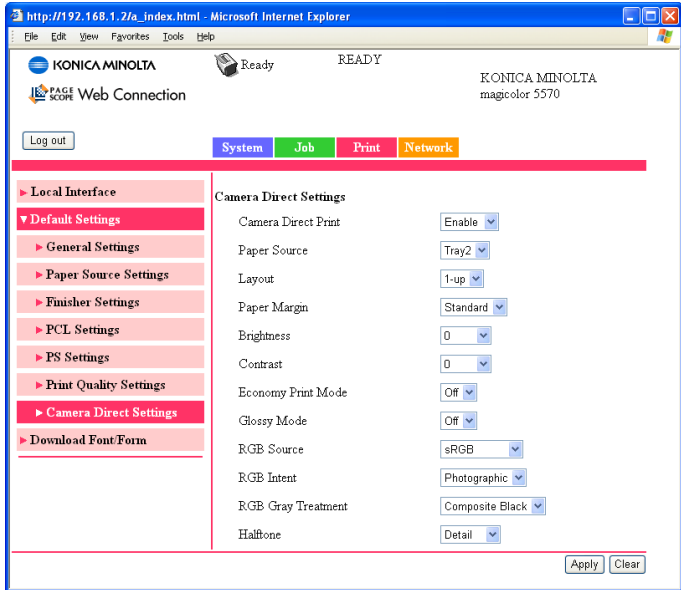 http://192.168.1.2/a_index.html - Microsoft Internet Explorer
File Edit View Favorites Tools Help
KONICA MINOLTA
Ready
READY
KONICA MINOLTA
magicolor 5570
PAGE SCOPE Web Connection
Log out
System Job Print Network
Local Interface
Default Settings
General Settings
Paper Source Settings
Finisher Settings
PCL Settings
PS Settings
Print Quality Settings
Camera Direct Settings
Download Font/Form
Camera Direct Settings
Camera Direct Print Enable
Paper Source Tray2
Layout 1-up
Paper Margin Standard
Brightness 0
Contrast 0
Economy Print Mode Off
Glossy Mode Off
RGB Source sRGB
RGB Intent Photographic
RGB Gray Treatment Composite Black
Halftone Detail
Apply Clear